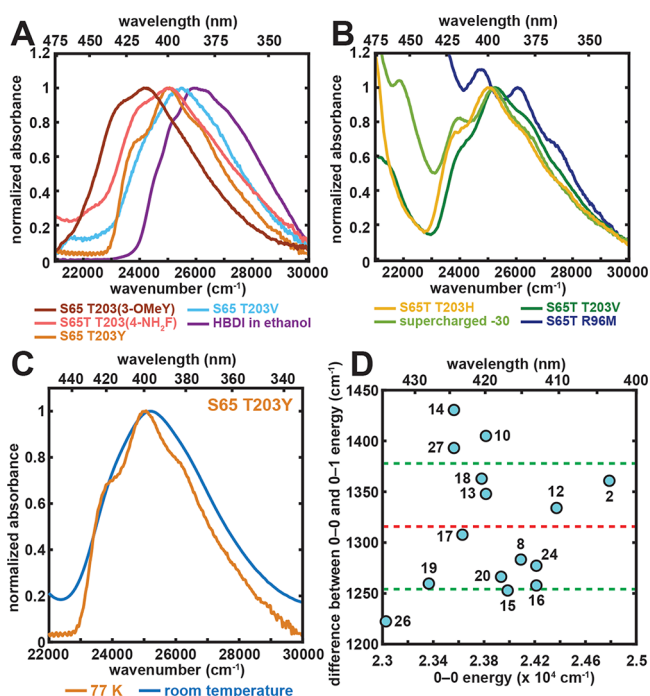 A
wavelength (nm)
475 450 425 400 375 350
normalized absorbance
1.2
1
0.8
0.6
0.4
0.2
0
22000 24000 26000 28000 30000
wavenumber (cm-1)
S65 T203(3-OMeY)
S65 T203V
S65T T203(4-NH2F)
HBDI in ethanol
S65 T203Y
B
wavelength (nm)
475 450 425 400 375 350
normalized absorbance
1.2
1
0.8
0.6
0.4
0.2
0
22000 24000 26000 28000 30000
wavenumber (cm-1)
S65T T203H
S65T T203V
supercharged -30
S65T R96M
C
wavelength (nm)
440 420 400 380 360 340
S65 T203Y
normalized absorbance
1
0.8
0.6
0.4
0.2
0
22000 24000 26000 28000 30000
wavenumber (cm-1)
77 K
room temperature
D
wavelength (nm)
430 420 410 400
difference between 0–0 and 0–1 energy (cm-1)
1450
1400
1350
1300
1250
1200
14
10
27
18
13
12
2
17
8
24
19
20
15
16
26
2.3 2.34 2.38 2.42 2.46 2.5
0–0 energy (x 104 cm-1)